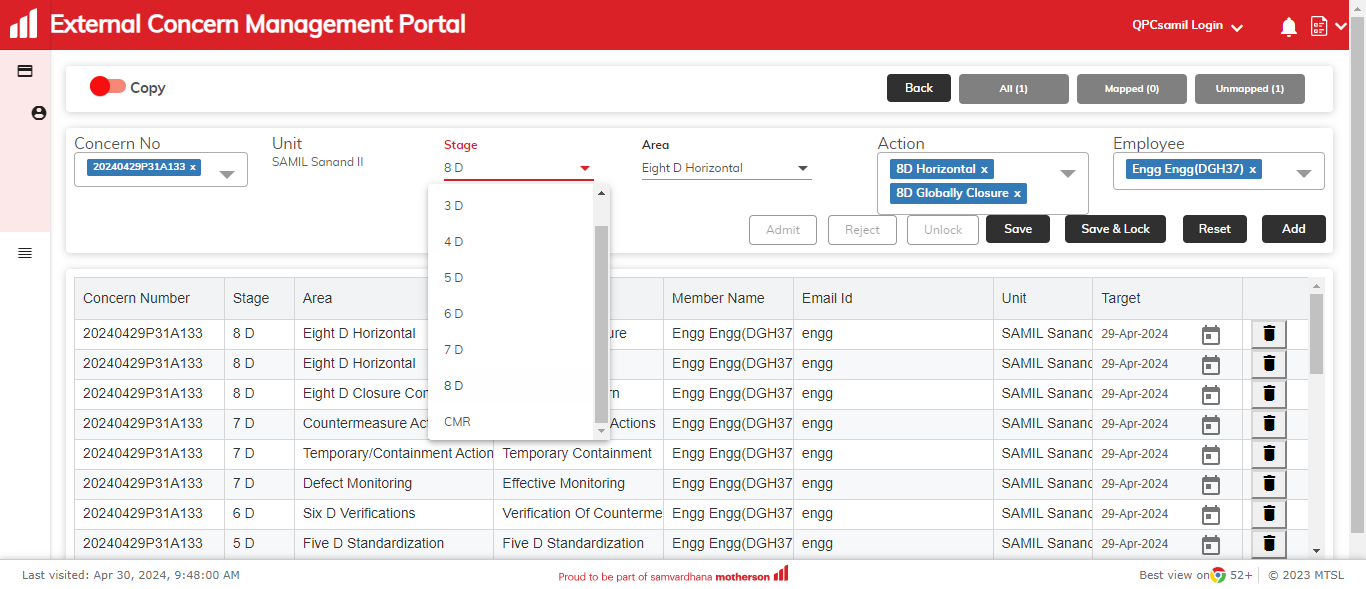 External Concern Management Portal
QPCsamil Login
Copy
Back
All (1)
Mapped (0)
Unmapped (1)
Concern No
Unit
Stage
Area
Action
Employee
20240429P31A133 x
SAMIL Sanand II
8 D
Eight D Horizontal
8D Horizontal x
8D Globally Closure x
Engg Engg(DGH37) x
3 D
4 D
5 D
6 D
7 D
8 D
CMR
Admit
Reject
Unlock
Save
Save & Lock
Reset
Add
Concern Number Stage Area Member Name Email Id Unit Target
20240429P31A133 8 D Eight D Horizontal ure Engg Engg(DGH37 engg SAMIL Sanand 29-Apr-2024
20240429P31A133 8 D Eight D Horizontal Engg Engg(DGH37 engg SAMIL Sanand 29-Apr-2024
20240429P31A133 8 D Eight D Closure Con rn Engg Engg(DGH37 engg SAMIL Sanand 29-Apr-2024
20240429P31A133 7 D Countermeasure Act Actions Engg Engg(DGH37 engg SAMIL Sanand 29-Apr-2024
20240429P31A133 7 D Temporary/Containment Action Temporary Containment Engg Engg(DGH37 engg SAMIL Sanand 29-Apr-2024
20240429P31A133 7 D Defect Monitoring Effective Monitoring Engg Engg(DGH37 engg SAMIL Sanand 29-Apr-2024
20240429P31A133 6 D Six D Verifications Verification Of Counterme Engg Engg(DGH37 engg SAMIL Sanand 29-Apr-2024
20240429P31A133 5 D Five D Standardization Five D Standardization Engg Engg(DGH37 engg SAMIL Sanand 29-Apr-2024
Last visited: Apr 30, 2024, 9:48:00 AM
Proud to be part of samvardhana motherson
Best view on 52+
© 2023 MTSL